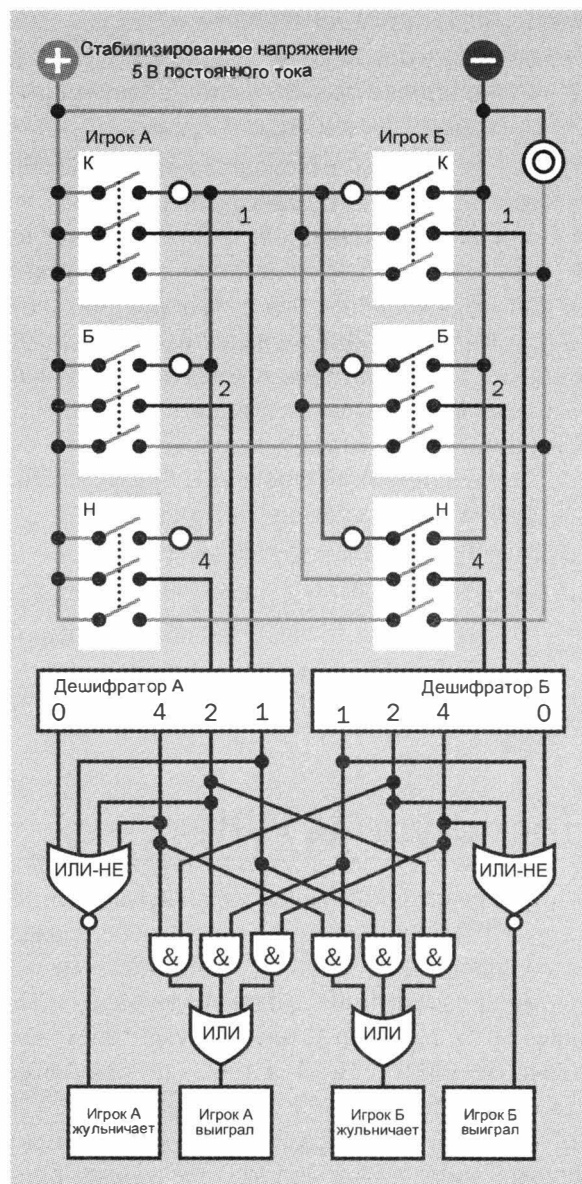 +
Стабилизированное напряжение
5 В постоянного тока
−
Игрок А
Игрок Б
К
К
1
1
Б
Б
2
2
Н
Н
4
4
Дешифратор А
0 4 2 1
Дешифратор Б
1 2 4 0
ИЛИ-НЕ
ИЛИ-НЕ
& & & & & &
ИЛИ
ИЛИ
Игрок А
жульничает
Игрок А
выиграл
Игрок Б
жульничает
Игрок Б
выиграл